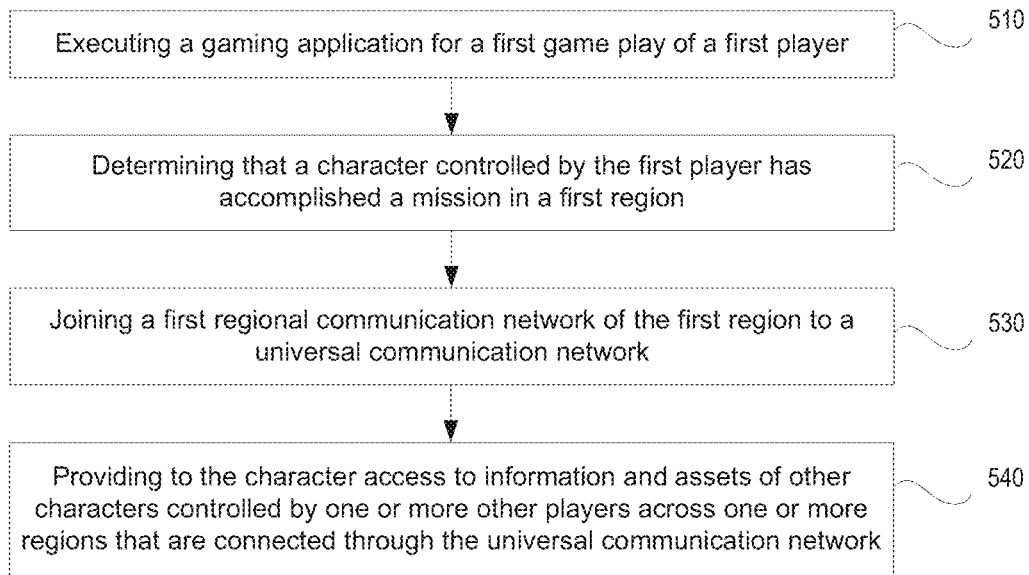 510
Executing a gaming application for a first game play of a first player
520
Determining that a character controlled by the first player has
accomplished a mission in a first region
530
Joining a first regional communication network of the first region to a
universal communication network
540
Providing to the character access to information and assets of other
characters controlled by one or more other players across one or more
regions that are connected through the universal communication network